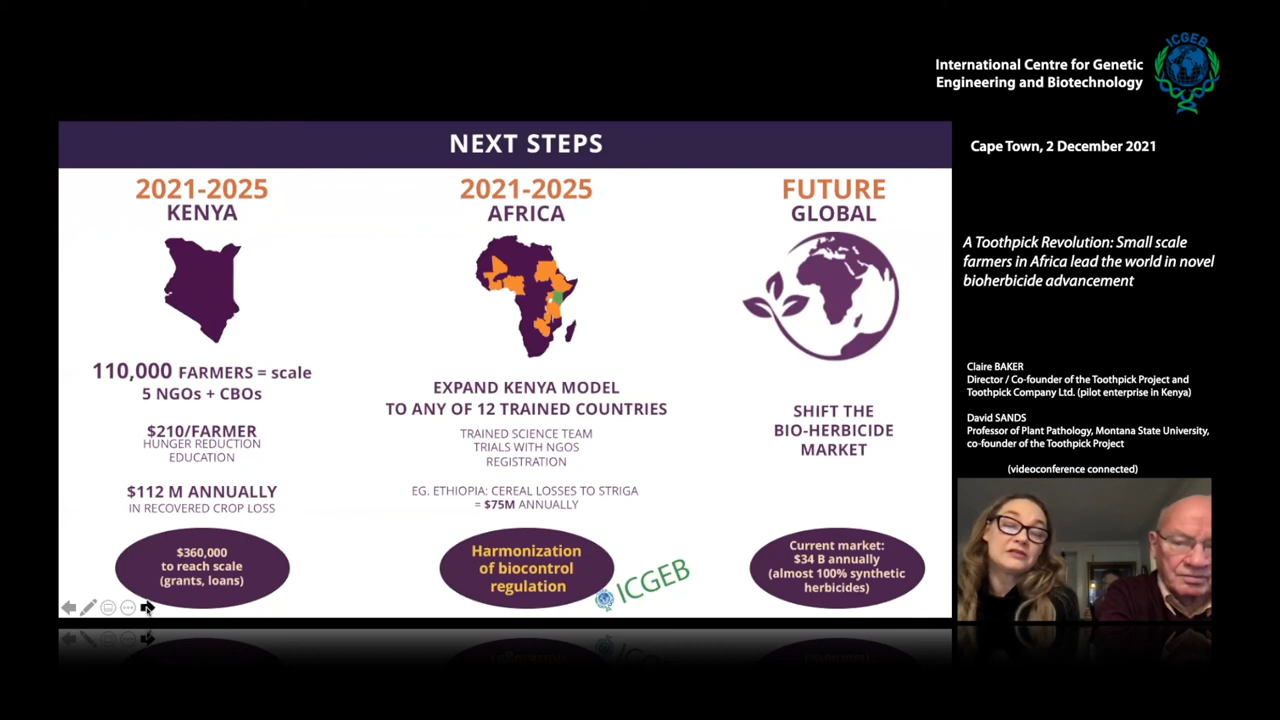 ICGEB
International Centre for Genetic
Engineering and Biotechnology
Cape Town, 2 December 2021
NEXT STEPS
2021-2025
KENYA
110,000 FARMERS = scale
5 NGOs + CBOs
$210/FARMER
HUNGER REDUCTION
EDUCATION
$112 M ANNUALLY
IN RECOVERED CROP LOSS
$360,000
to reach scale
(grants, loans)
2021-2025
AFRICA
EXPAND KENYA MODEL
TO ANY OF 12 TRAINED COUNTRIES
TRAINED SCIENCE TEAM
TRIALS WITH NGOS
REGISTRATION
EG. ETHIOPIA: CEREAL LOSSES TO STRIGA
= $75M ANNUALLY
Harmonization
of biocontrol
regulation
ICGEB
FUTURE
GLOBAL
SHIFT THE
BIO-HERBICIDE
MARKET
Current market:
$34 B annually
(almost 100% synthetic
herbicides)
A Toothpick Revolution: Small scale
farmers in Africa lead the world in novel
bioherbicide advancement
Claire BAKER
Director / Co-founder of the Toothpick Project and
Toothpick Company Ltd. (pilot enterprise in Kenya)
David SANDS
Professor of Plant Pathology, Montana State University,
co-founder of the Toothpick Project
(videoconference connected)